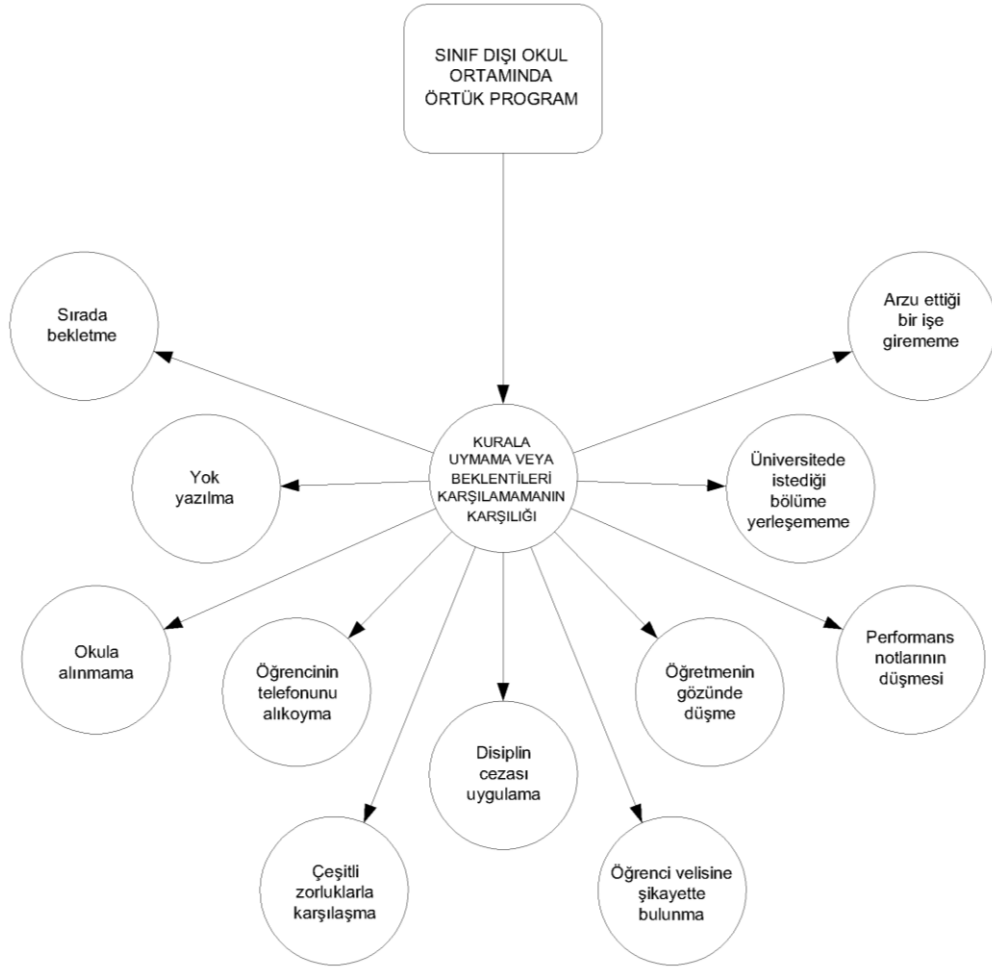 SINIF DIŞI OKUL
ORTAMINDA
ÖRTÜK PROGRAM
Sırada
bekletme
Arzu ettiği
bir işe
girememe
KURALA
UYMAMA VEYA
BEKLENTİLERİ
KARŞILAMAMANIN
KARŞILIĞI
Yok
yazılma
Üniversitede
istediği
bölüme
yerleşememe
Okula
alınmama
Öğrencinin
telefonunu
alıkoyma
Öğretmenin
gözünde
düşme
Performans
notlarının
düşmesi
Disiplin
cezası
uygulama
Çeşitli
zorluklarla
karşılaşma
Öğrenci velisine
şikayette
bulunma